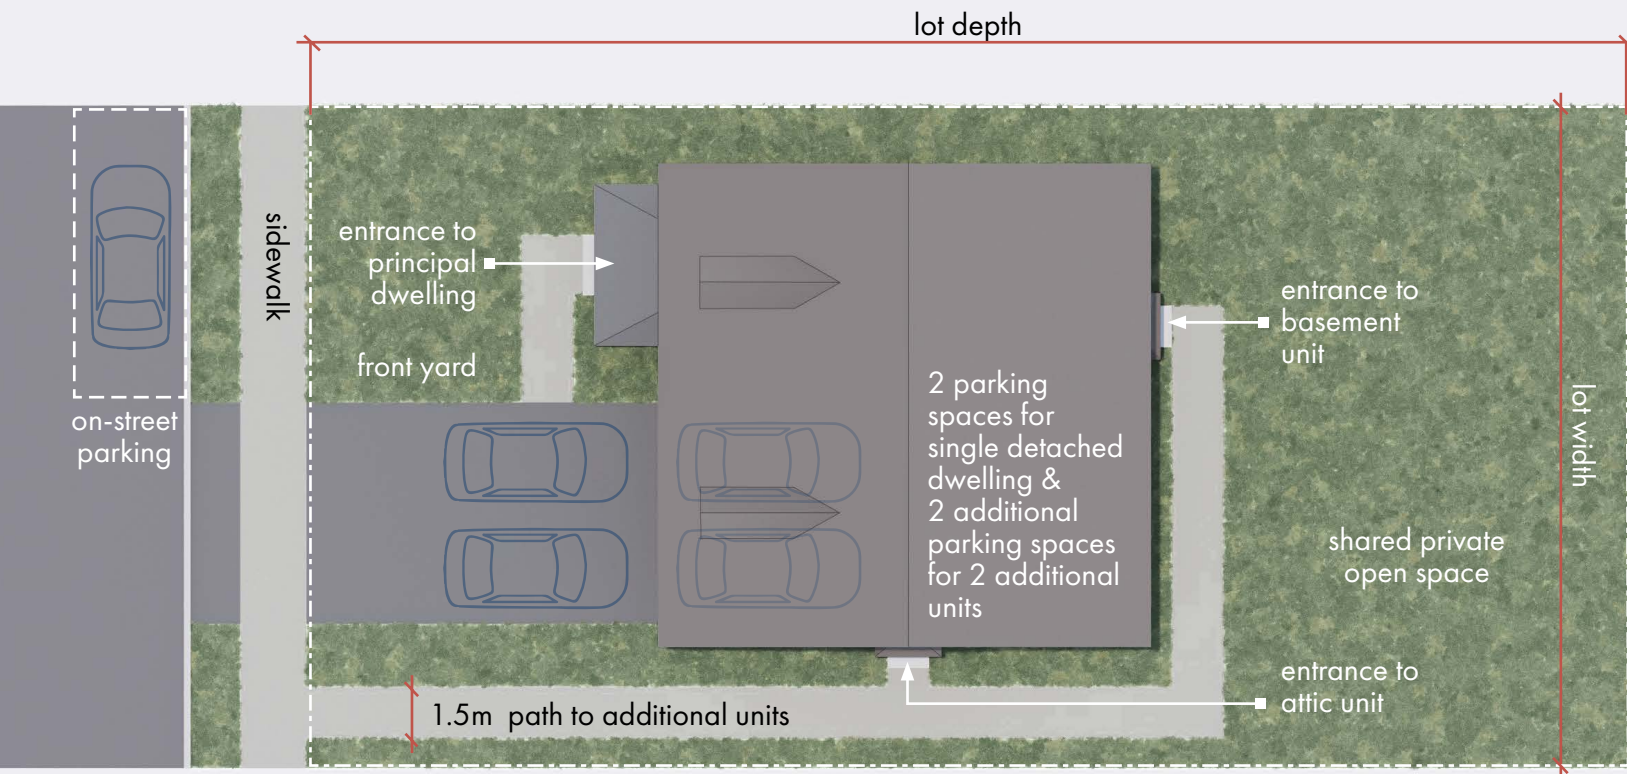 lot depth
sidewalk
entrance to
principal
dwelling
front yard
on-street
parking
2 parking
spaces for
single detached
dwelling &
2 additional
parking spaces
for 2 additional
units
entrance to
basement
unit
lot width
shared private
open space
entrance to
attic unit
1.5m path to additional units